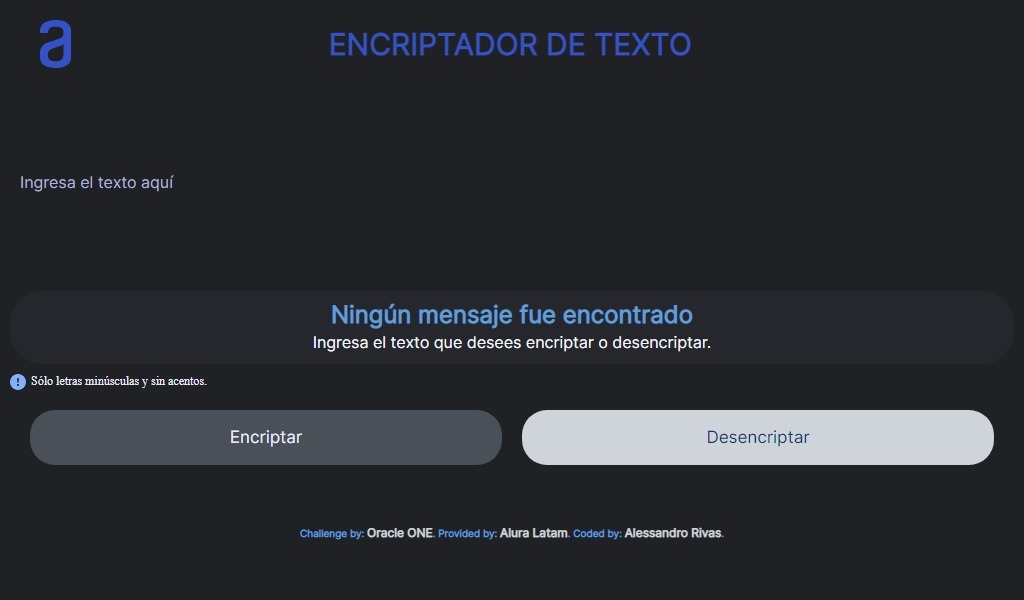 a
ENCRIPTADOR DE TEXTO
Ingresa el texto aquí
Ningún mensaje fue encontrado
Ingresa el texto que desees encriptar o desencriptar.
! Sólo letras minúsculas y sin acentos.
Encriptar
Desencriptar
Challenge by: Oracle ONE. Provided by: Alura Latam. Coded by: Alessandro Rivas.